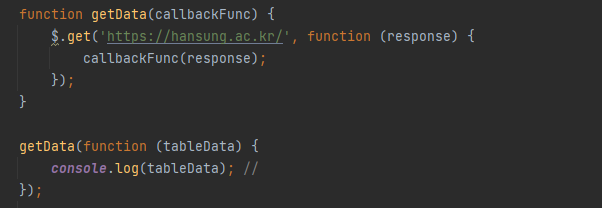 function getData(callbackFunc) {
$.get('https://hansung.ac.kr/', function (response) {
callbackFunc(response);
});
}
getData(function (tableData) {
console.log(tableData); //
});